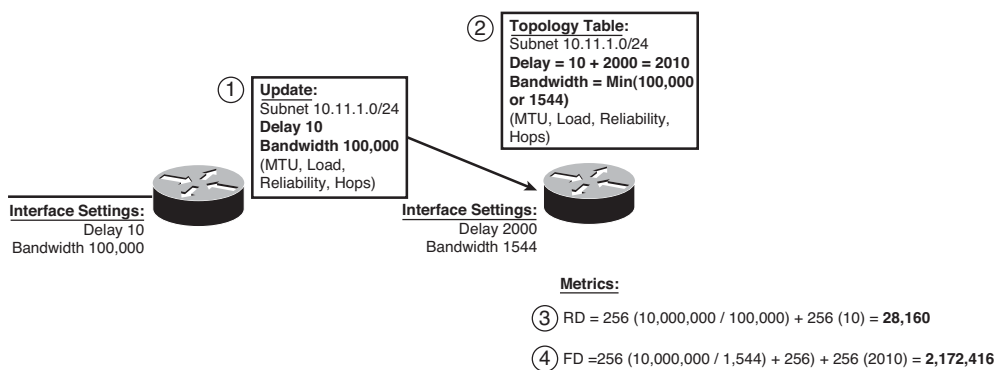 ①
Update:
Subnet 10.11.1.0/24
Delay 10
Bandwidth 100,000
(MTU, Load,
Reliability, Hops)
②
Topology Table:
Subnet 10.11.1.0/24
Delay = 10 + 2000 = 2010
Bandwidth = Min(100,000
or 1544)
(MTU, Load, Reliability,
Hops)
Interface Settings:
Delay 10
Bandwidth 100,000
Interface Settings:
Delay 2000
Bandwidth 1544
Metrics:
③ RD = 256 (10,000,000 / 100,000) + 256 (10) = 28,160
④ FD =256 (10,000,000 / 1,544) + 256) + 256 (2010) = 2,172,416